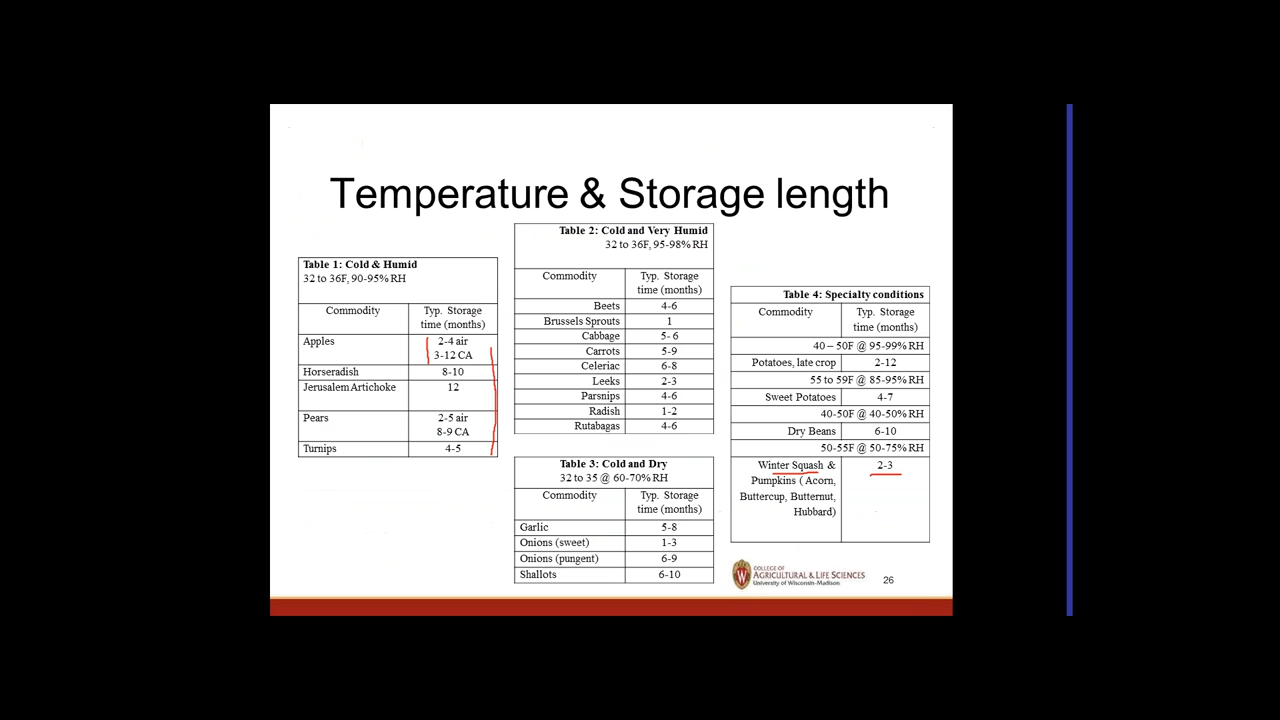 Temperature & Storage length
Table 1: Cold & Humid
32 to 36F, 90-95% RH
Commodity Typ. Storage
time (months)
Apples 2-4 air
3-12 CA
Horseradish 8-10
Jerusalem Artichoke 12
Pears 2-5 air
8-9 CA
Turnips 4-5
Table 2: Cold and Very Humid
32 to 36F, 95-98% RH
Commodity Typ. Storage
time (months)
Beets 4-6
Brussels Sprouts 1
Cabbage 5- 6
Carrots 5-9
Celeriac 6-8
Leeks 2-3
Parsnips 4-6
Radish 1-2
Rutabagas 4-6
Table 3: Cold and Dry
32 to 35 @ 60-70% RH
Commodity Typ. Storage
time (months)
Garlic 5-8
Onions (sweet) 1-3
Onions (pungent) 6-9
Shallots 6-10
Table 4: Specialty conditions
Commodity Typ. Storage
time (months)
40 – 50F @ 95-99% RH
Potatoes, late crop 2-12
55 to 59F @ 85-95% RH
Sweet Potatoes 4-7
40-50F @ 40-50% RH
Dry Beans 6-10
50-55F @ 50-75% RH
Winter Squash & 2-3
Pumpkins ( Acorn,
Buttercup, Butternut,
Hubbard)
COLLEGE OF
AGRICULTURAL & LIFE SCIENCES
University of Wisconsin-Madison
26